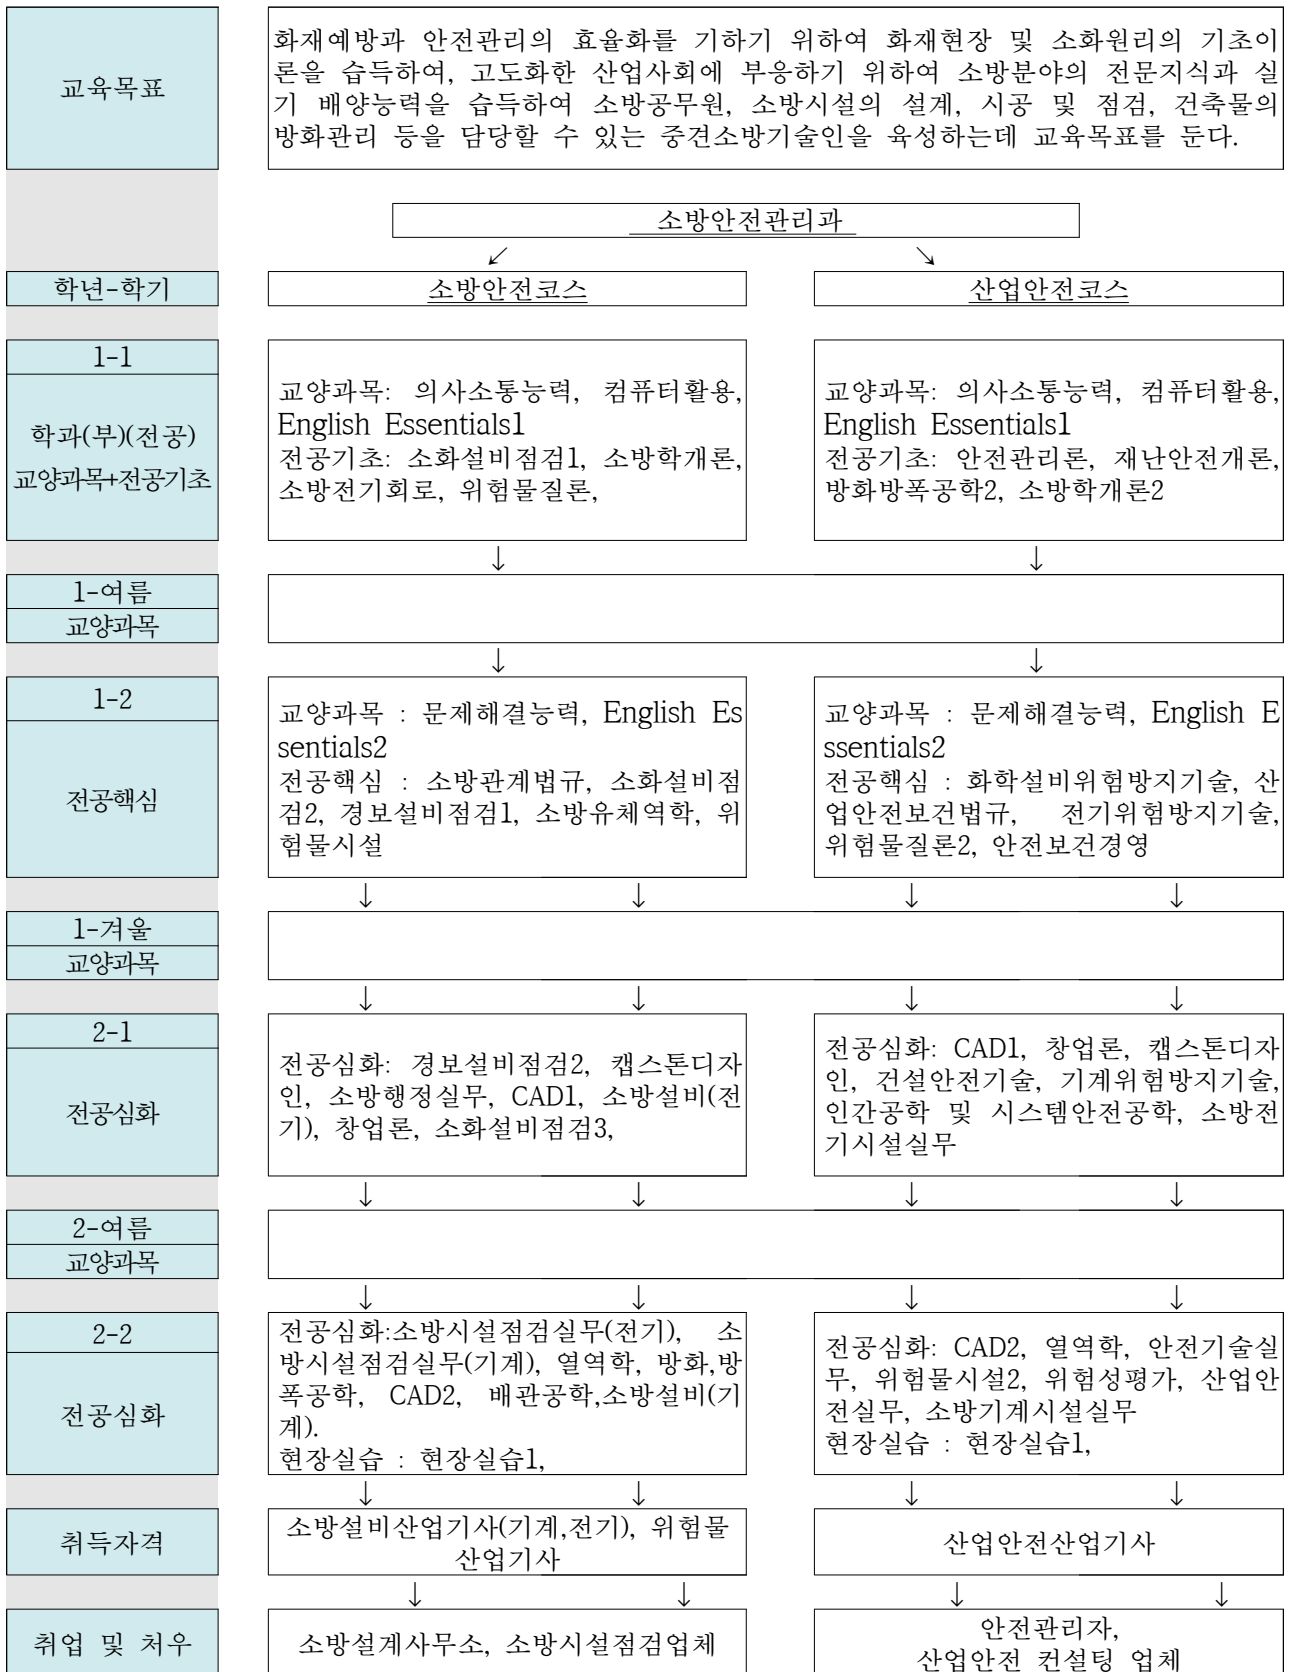 교육목표
화재예방과 안전관리의 효율화를 기하기 위하여 화재현장 및 소화원리의 기초이
론을 습득하여, 고도화한 산업사회에 부응하기 위하여 소방분야의 전문지식과 실
기 배양능력을 습득하여 소방공무원, 소방시설의 설계, 시공 및 점검, 건축물의
방화관리 등을 담당할 수 있는 중견소방기술인을 육성하는데 교육목표를 둔다.
소방안전관리과
↙ ↘
학년-학기
소방안전코스
산업안전코스
1-1
학과(부)(전공)
교양과목+전공기초
교양과목: 의사소통능력, 컴퓨터활용,
English Essentials1
전공기초: 소화설비점검1, 소방학개론,
소방전기회로, 위험물질론,
교양과목: 의사소통능력, 컴퓨터활용,
English Essentials1
전공기초: 안전관리론, 재난안전개론,
방화방폭공학2, 소방학개론2
↓ ↓
1-여름
교양과목
↓ ↓
1-2
전공핵심
교양과목 : 문제해결능력, English Es
sentials2
전공핵심 : 소방관계법규, 소화설비점
검2, 경보설비점검1, 소방유체역학, 위
험물시설
교양과목 : 문제해결능력, English E
ssentials2
전공핵심 : 화학설비위험방지기술, 산
업안전보건법규, 전기위험방지기술,
위험물질론2, 안전보건경영
↓ ↓ ↓ ↓
1-겨울
교양과목
↓ ↓ ↓ ↓
2-1
전공심화
전공심화: 경보설비점검2, 캡스톤디자
인, 소방행정실무, CAD1, 소방설비(전
기), 창업론, 소화설비점검3,
전공심화: CAD1, 창업론, 캡스톤디자
인, 건설안전기술, 기계위험방지기술,
인간공학 및 시스템안전공학, 소방전
기시설실무
↓ ↓ ↓ ↓
2-여름
교양과목
↓ ↓ ↓ ↓
2-2
전공심화
전공심화:소방시설점검실무(전기), 소
방시설점검실무(기계), 열역학, 방화,방
폭공학, CAD2, 배관공학,소방설비(기
계).
현장실습 : 현장실습1,
전공심화: CAD2, 열역학, 안전기술실
무, 위험물시설2, 위험성평가, 산업안
전실무, 소방기계시설실무
현장실습 : 현장실습1,
↓ ↓ ↓ ↓
취득자격
소방설비산업기사(기계,전기), 위험물
산업기사
산업안전산업기사
↓ ↓ ↓ ↓
취업 및 처우
소방설계사무소, 소방시설점검업체
안전관리자,
산업안전 컨설팅 업체